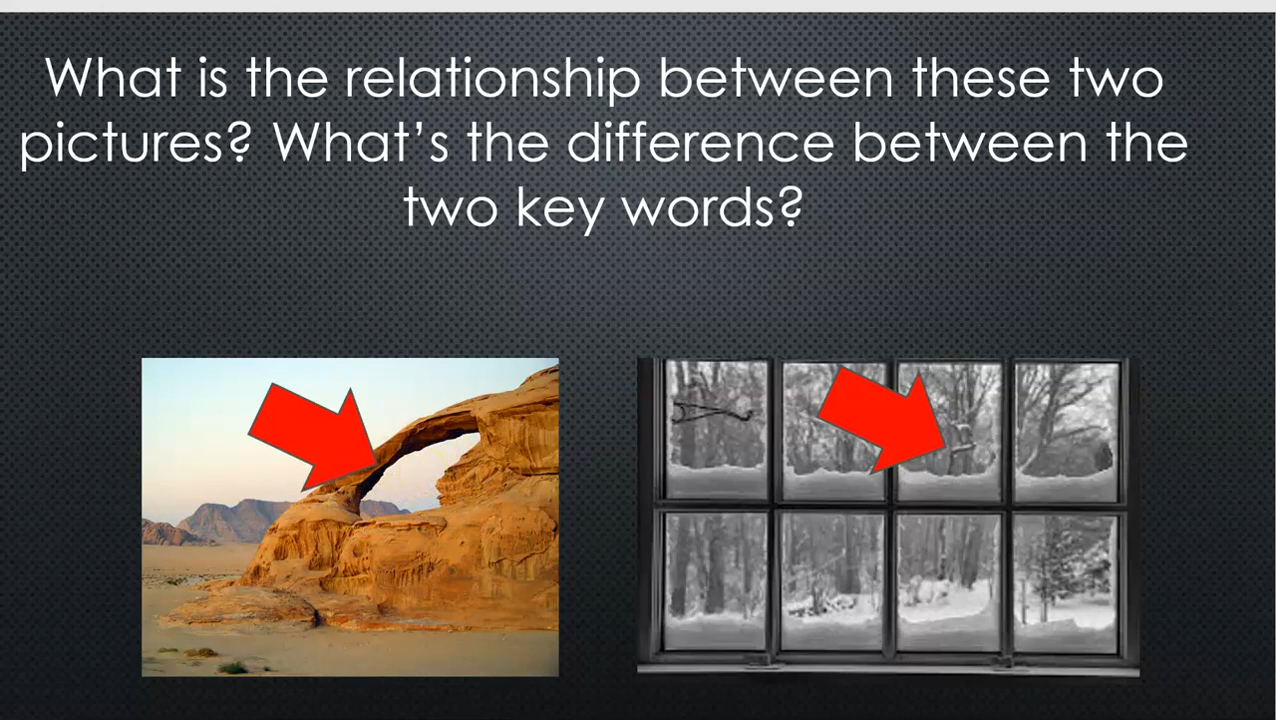 What is the relationship between these two
pictures? What’s the difference between the
two key words?